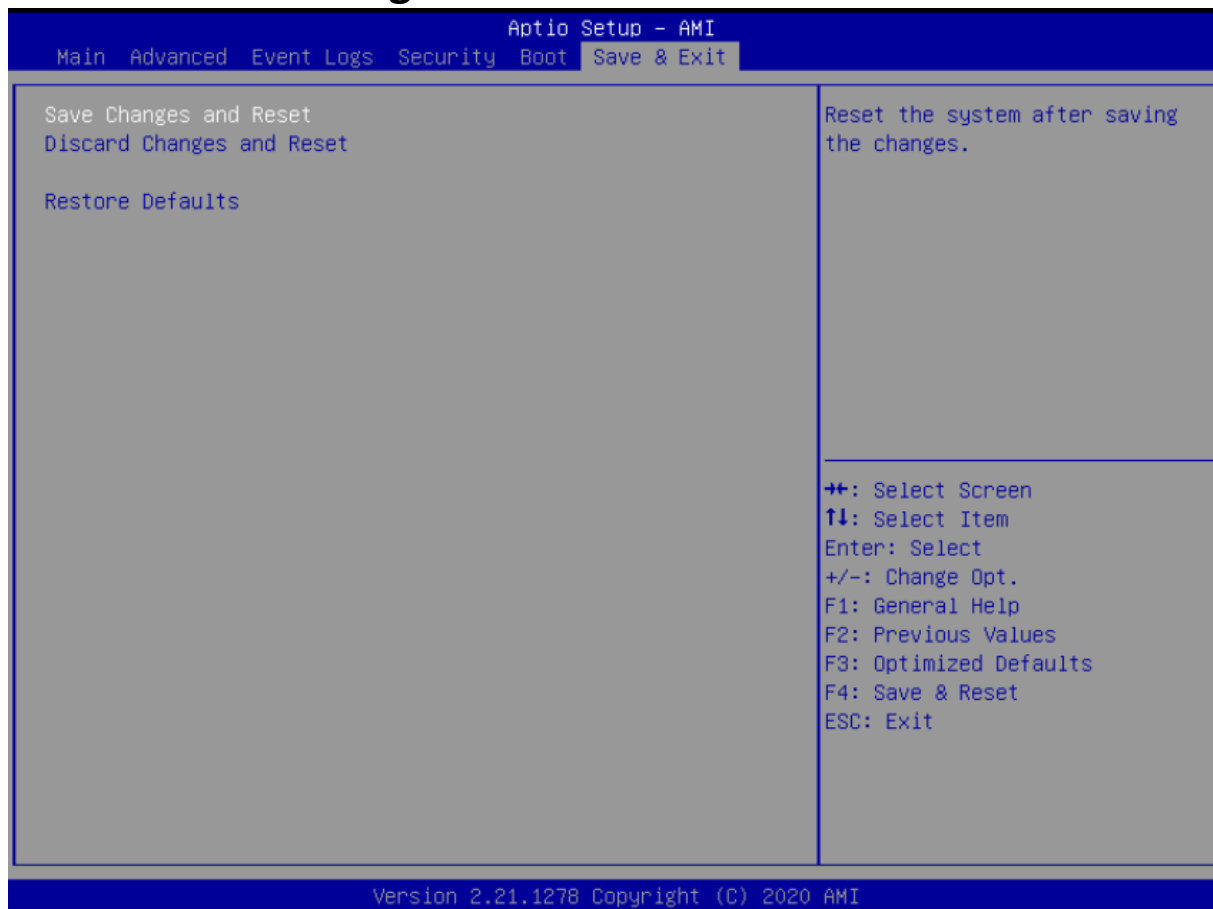 Aptio Setup – AMI
Main Advanced Event Logs Security Boot Save & Exit
Save Changes and Reset
Discard Changes and Reset
Restore Defaults
Reset the system after saving
the changes.
→←: Select Screen
↑↓: Select Item
Enter: Select
+/-: Change Opt.
F1: General Help
F2: Previous Values
F3: Optimized Defaults
F4: Save & Reset
ESC: Exit
Version 2.21.1278 Copyright (C) 2020 AMI